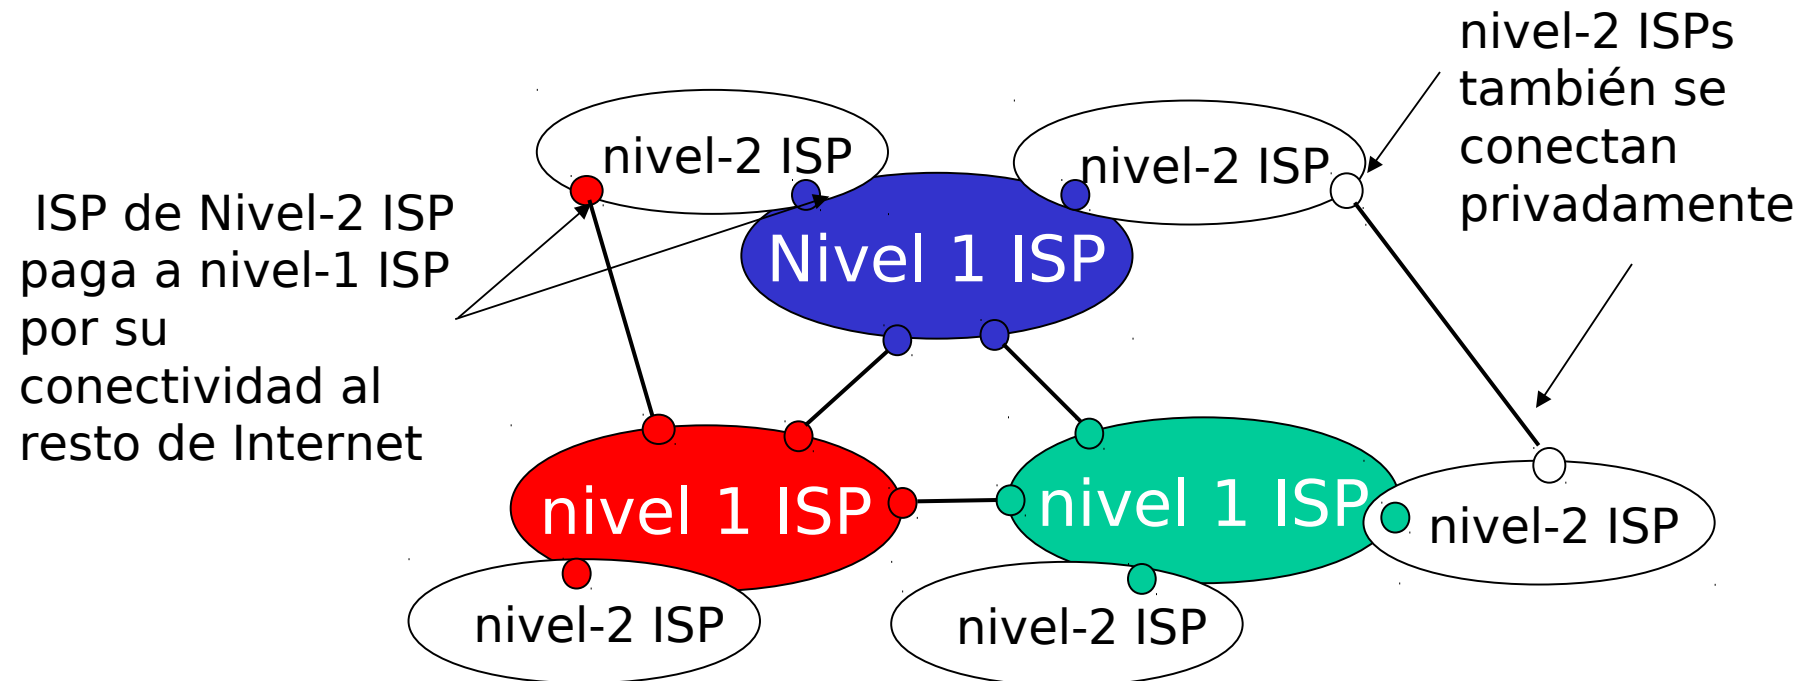 nivel-2 ISPs
también se
conectan
privadamente
nivel-2 ISP
nivel-2 ISP
ISP de Nivel-2 ISP
paga a nivel-1 ISP
por su
conectividad al
resto de Internet
Nivel 1 ISP
nivel 1 ISP
nivel 1 ISP
nivel-2 ISP
nivel-2 ISP
nivel-2 ISP